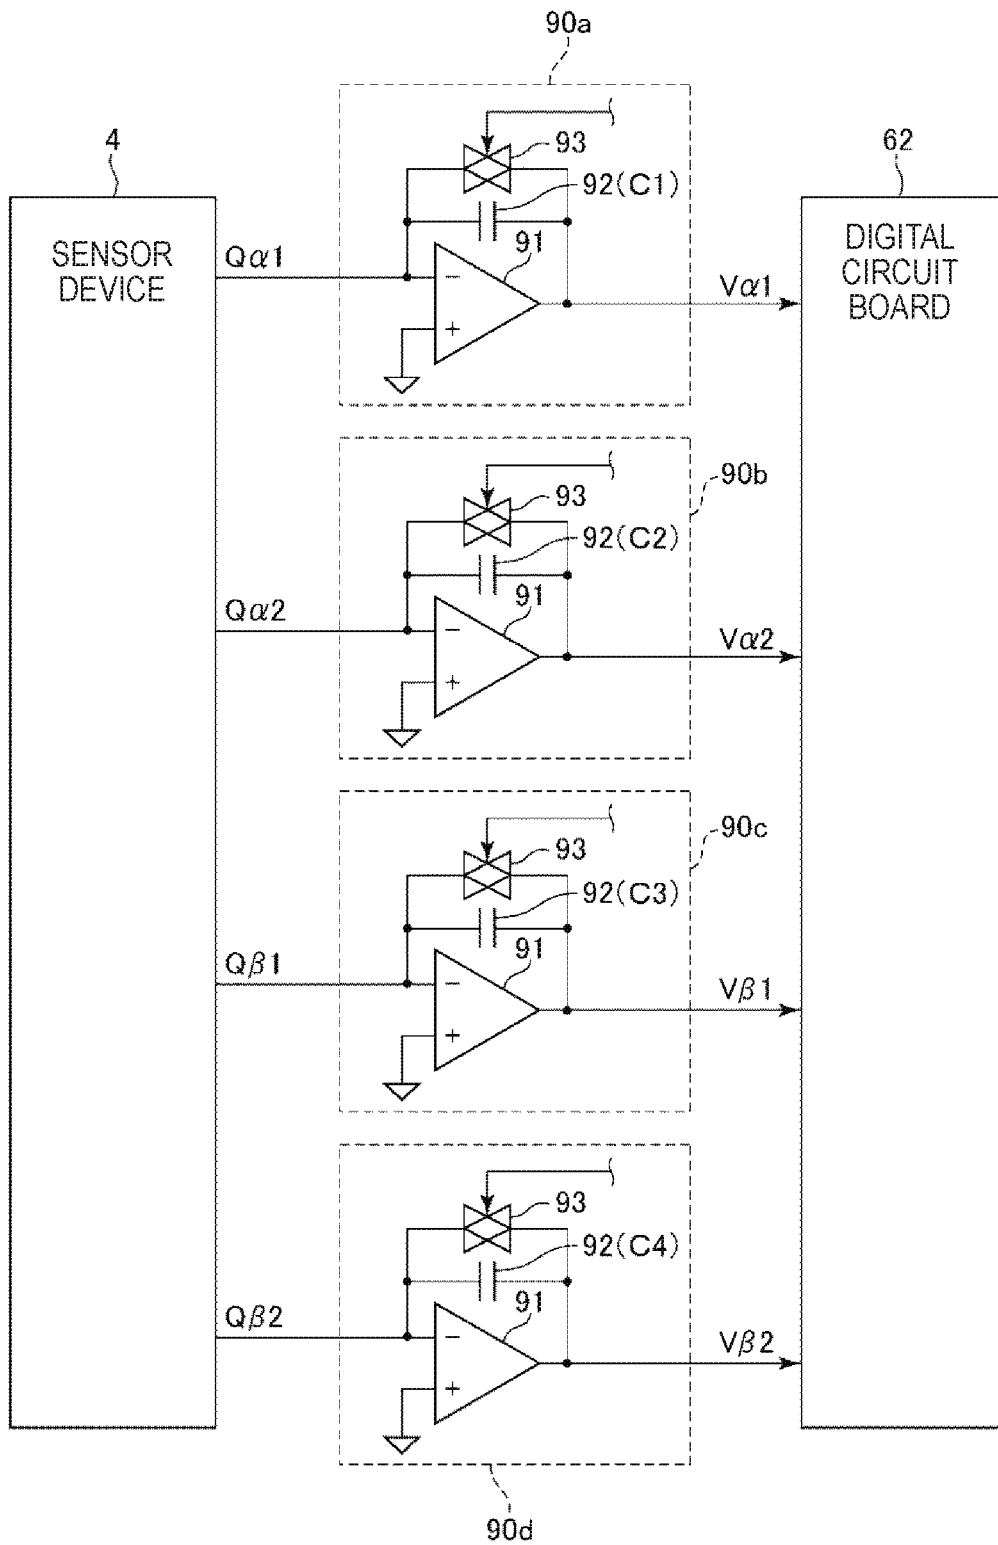 90a
4
62
93
92(C1)
SENSOR
DEVICE
DIGITAL
CIRCUIT
BOARD
Qα1
91
Vα1
−
+
90b
93
92(C2)
Qα2
91
Vα2
−
+
90c
93
92(C3)
Qβ1
91
Vβ1
−
+
93
92(C4)
Qβ2
91
Vβ2
−
+
90d